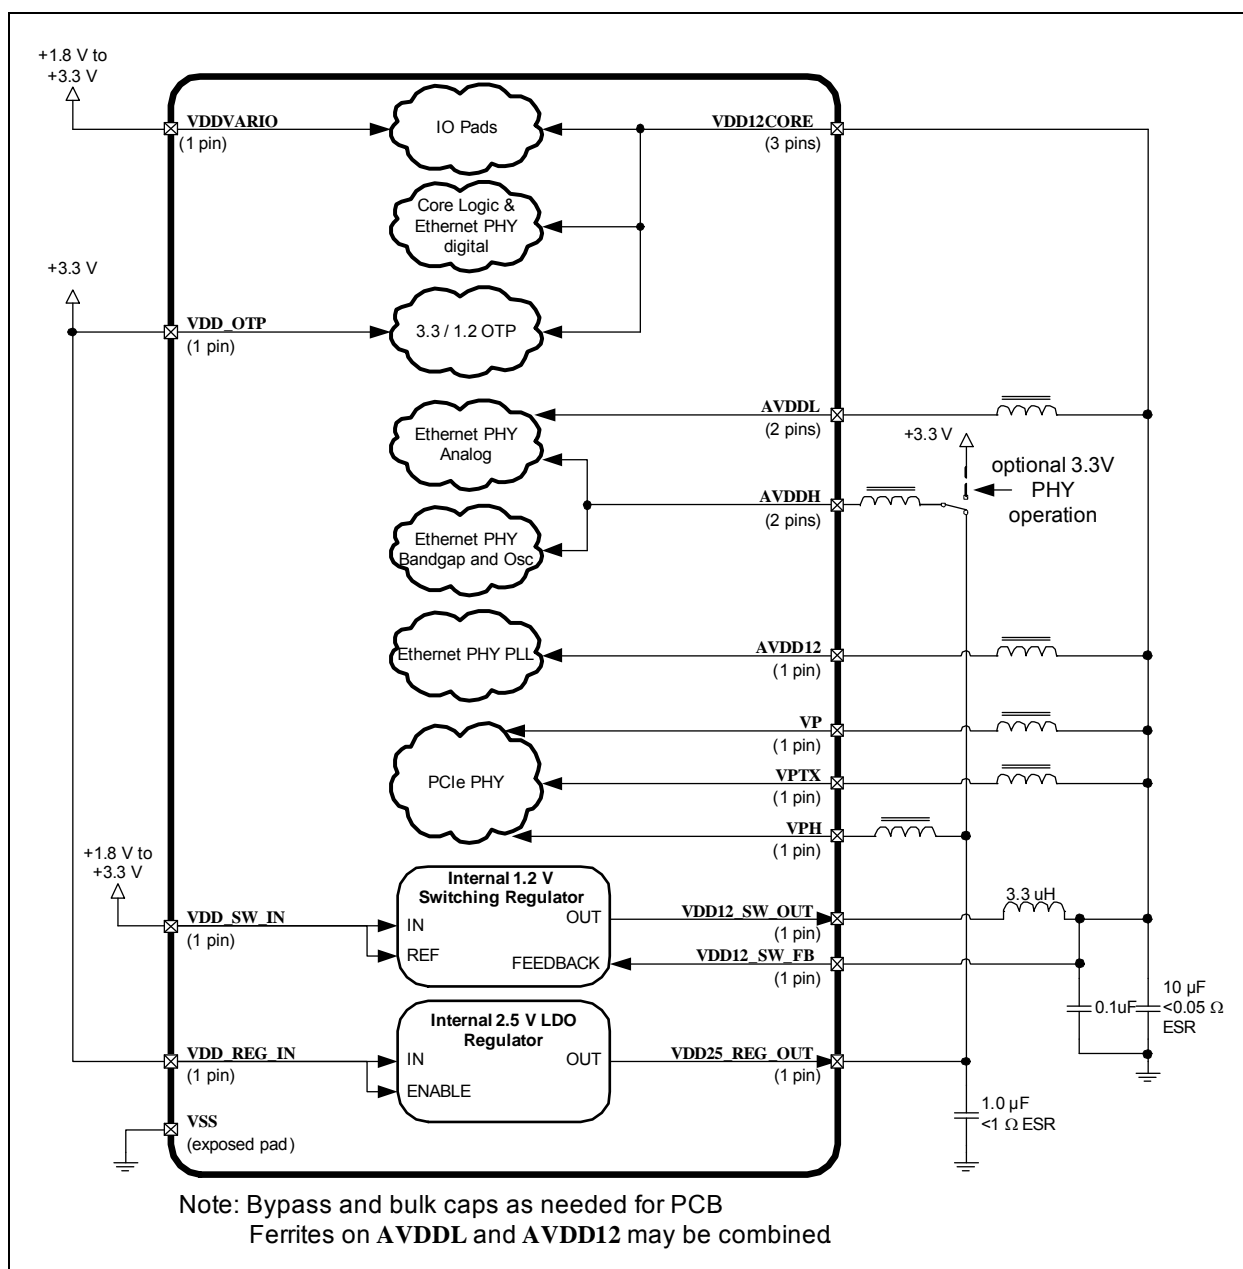 +1.8 V to
+3.3 V
VDDVARIO
(1 pin)
IO Pads
VDD12CORE
(3 pins)
Core Logic &
Ethernet PHY
digital
+3.3 V
VDD_OTP
(1 pin)
3.3 / 1.2 OTP
AVDDL
(2 pins)
Ethernet PHY
Analog
+3.3 V
optional 3.3V
PHY
operation
AVDDH
(2 pins)
Ethernet PHY
Bandgap and Osc
Ethernet PHY PLL
AVDD12
(1 pin)
VP
(1 pin)
PCIe PHY
VPTX
(1 pin)
VPH
(1 pin)
+1.8 V to
+3.3 V
Internal 1.2 V
Switching Regulator
VDD_SW_IN
(1 pin)
IN
REF
OUT
FEEDBACK
VDD12_SW_OUT
(1 pin)
3.3 uH
VDD12_SW_FB
(1 pin)
0.1uF
10 µF
<0.05 Ω
ESR
Internal 2.5 V LDO
Regulator
VDD_REG_IN
(1 pin)
IN
ENABLE
OUT
VDD25_REG_OUT
(1 pin)
1.0 µF
<1 Ω ESR
VSS
(exposed pad)
Note: Bypass and bulk caps as needed for PCB
Ferrites on AVDDL and AVDD12 may be combined